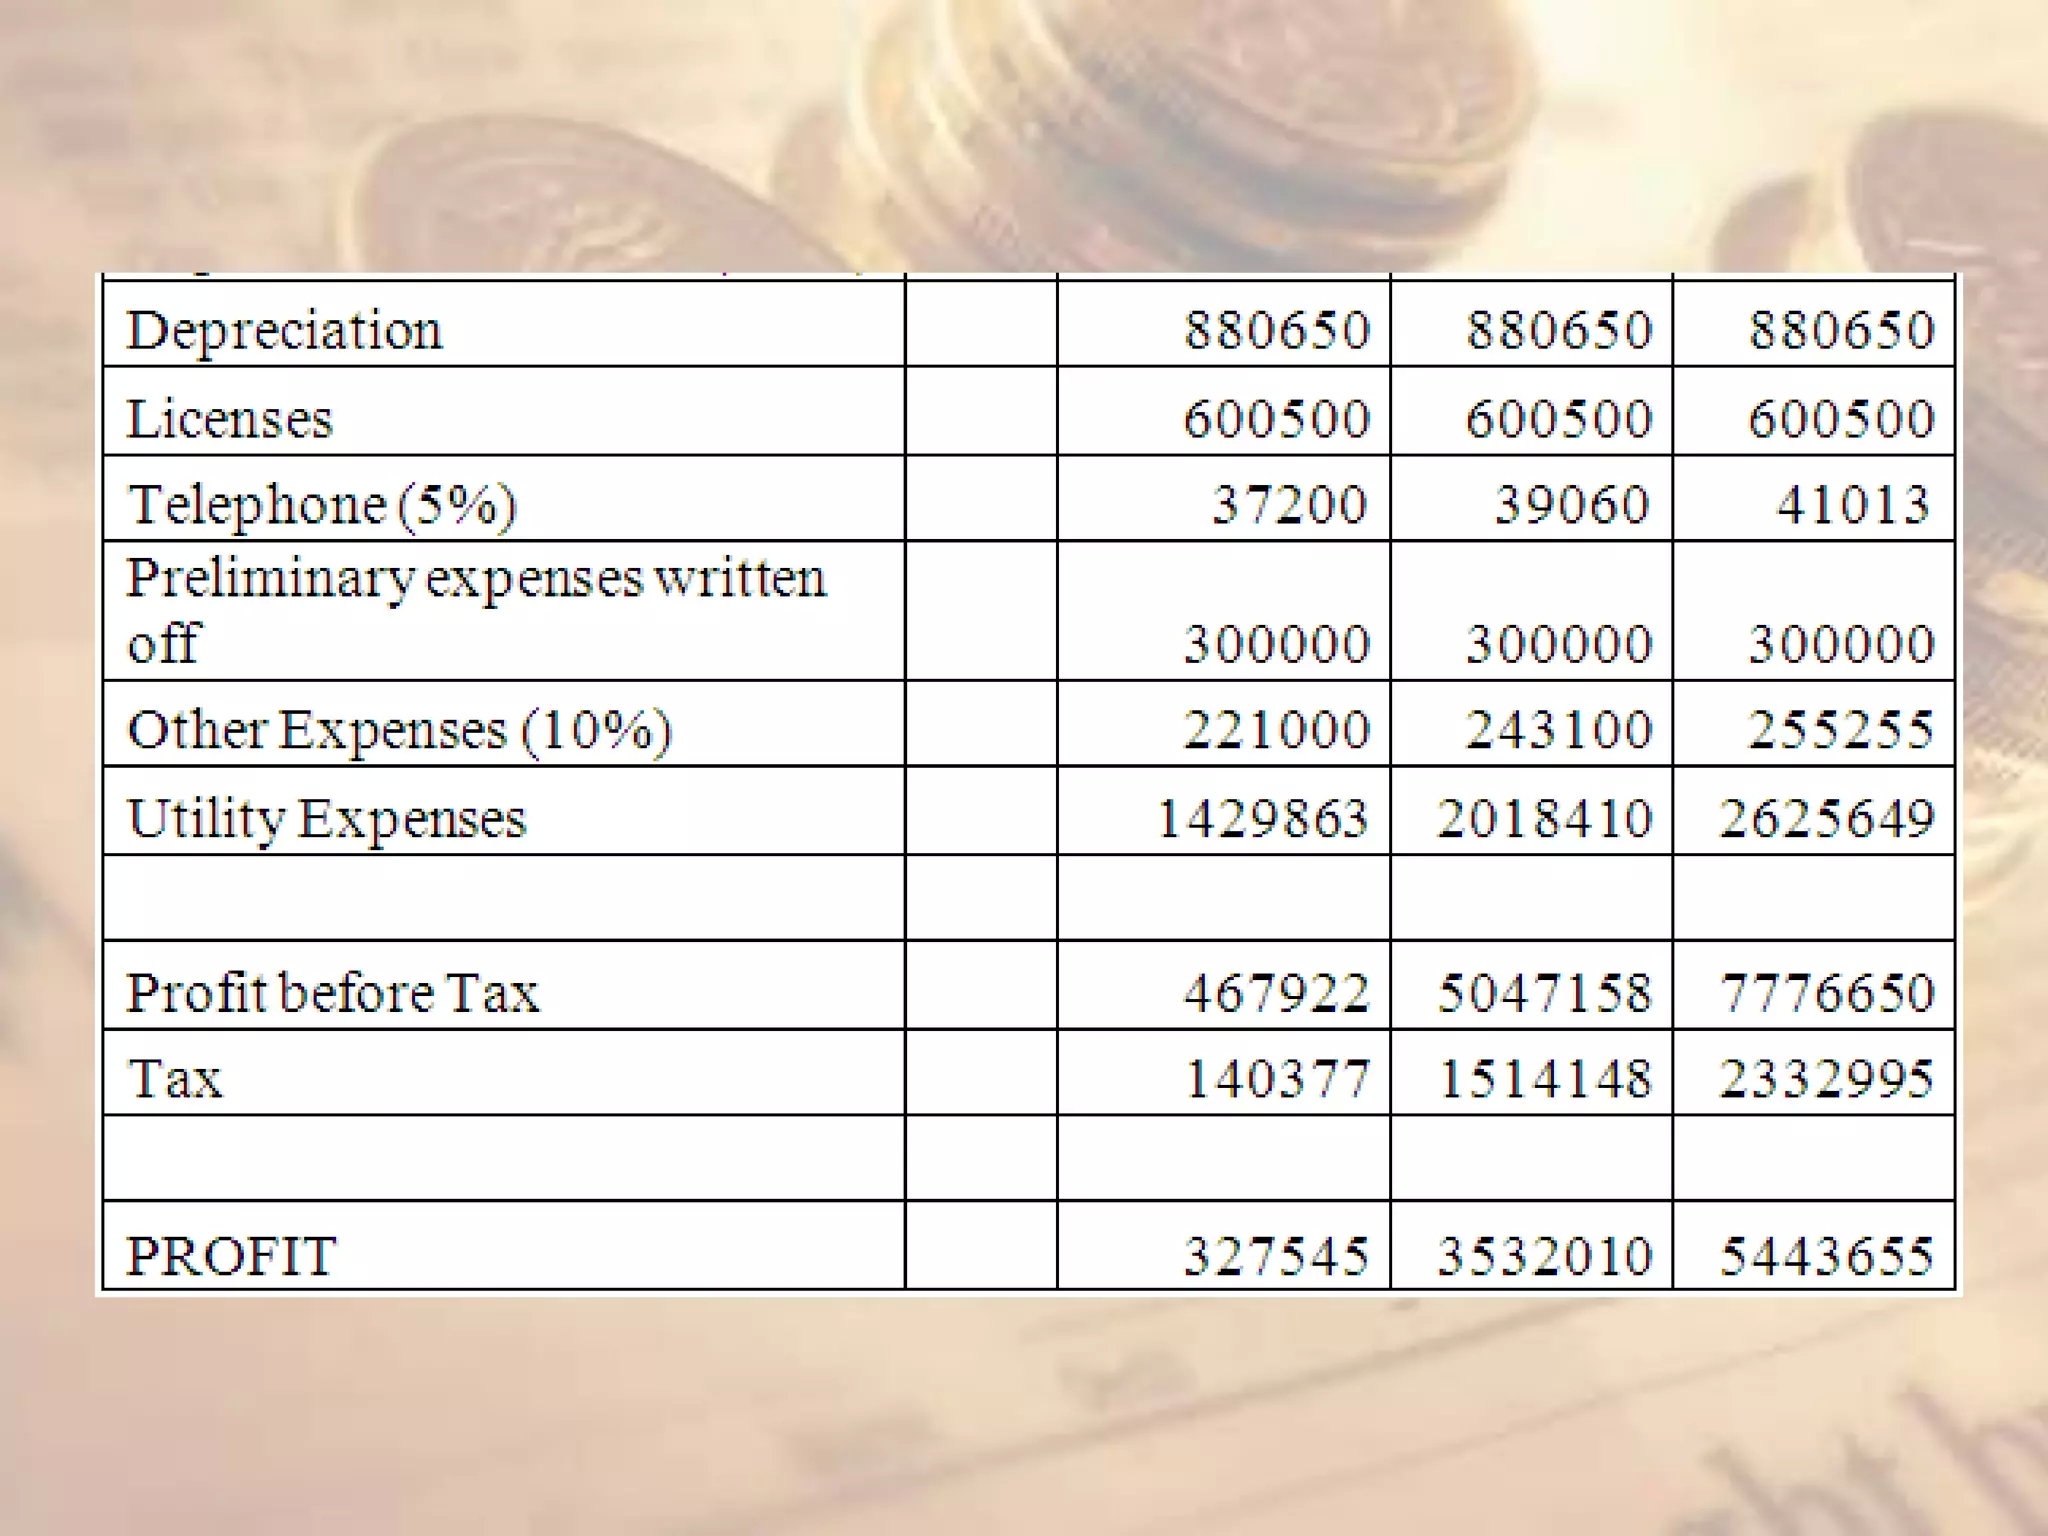 Depreciation 880650 880650 880650
Licenses 600500 600500 600500
Telephone (5%) 37200 39060 41013
Preliminary expenses written
off 300000 300000 300000
Other Expenses (10%) 221000 243100 255255
Utility Expenses 1429863 2018410 2625649
Profit before Tax 467922 5047158 7776650
Tax 140377 1514148 2332995
PROFIT 327545 3532010 5443655